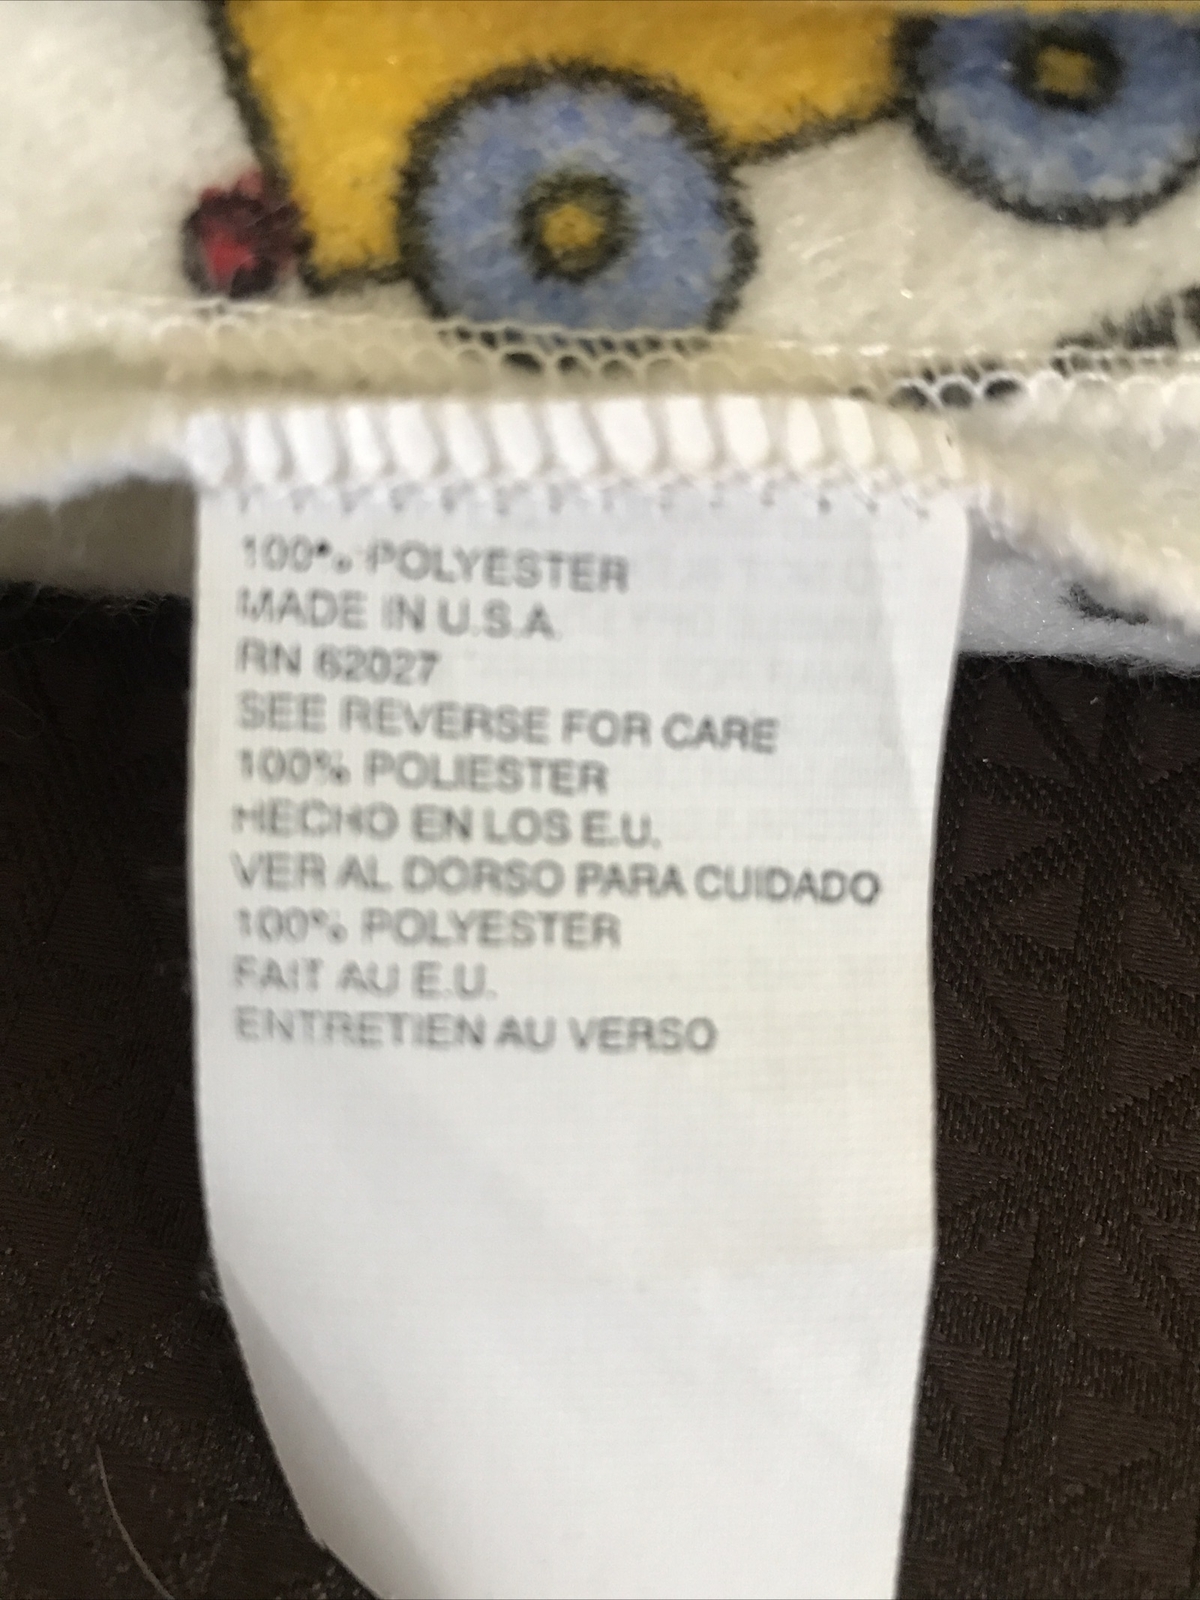 100% POLYESTER
MADE IN U.S.A.
RN 62027
SEE REVERSE FOR CARE
100% POLIESTER
HECHO EN LOS E.U.
VER AL DORSO PARA CUIDADO
100% POLYESTER
FAIT AU E.U.
ENTRETIEN AU VERSO